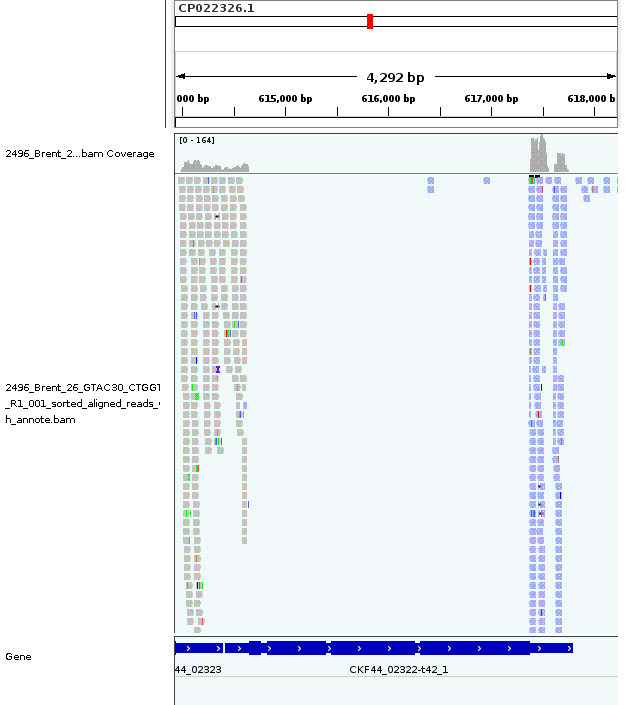 CP022326.1
4,292 bp
000 bp 615,000 bp 616,000 bp 617,000 bp 618,000 b
2496_Brent_2...bam Coverage
[0 - 164]
2496_Brent_26_GTAC30_CTGGT
_R1_001_sorted_aligned_reads_
h_annote.bam
Gene
44_02323 CKF44_02322-t42_1